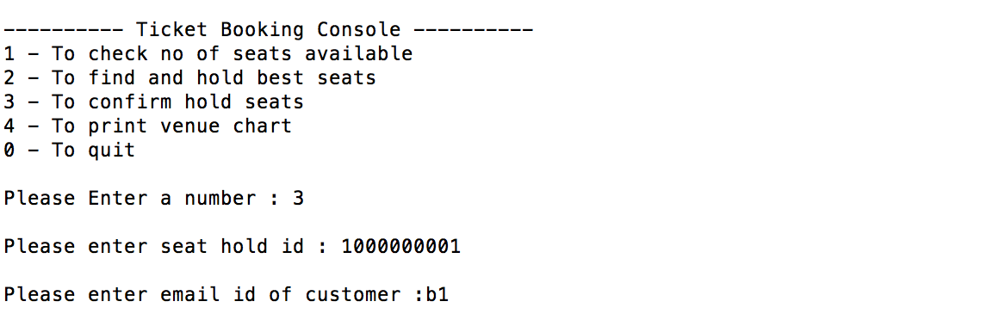 ---------- Ticket Booking Console ----------
1 - To check no of seats available
2 - To find and hold best seats
3 - To confirm hold seats
4 - To print venue chart
0 - To quit
Please Enter a number : 3
Please enter seat hold id : 1000000001
Please enter email id of customer :b1